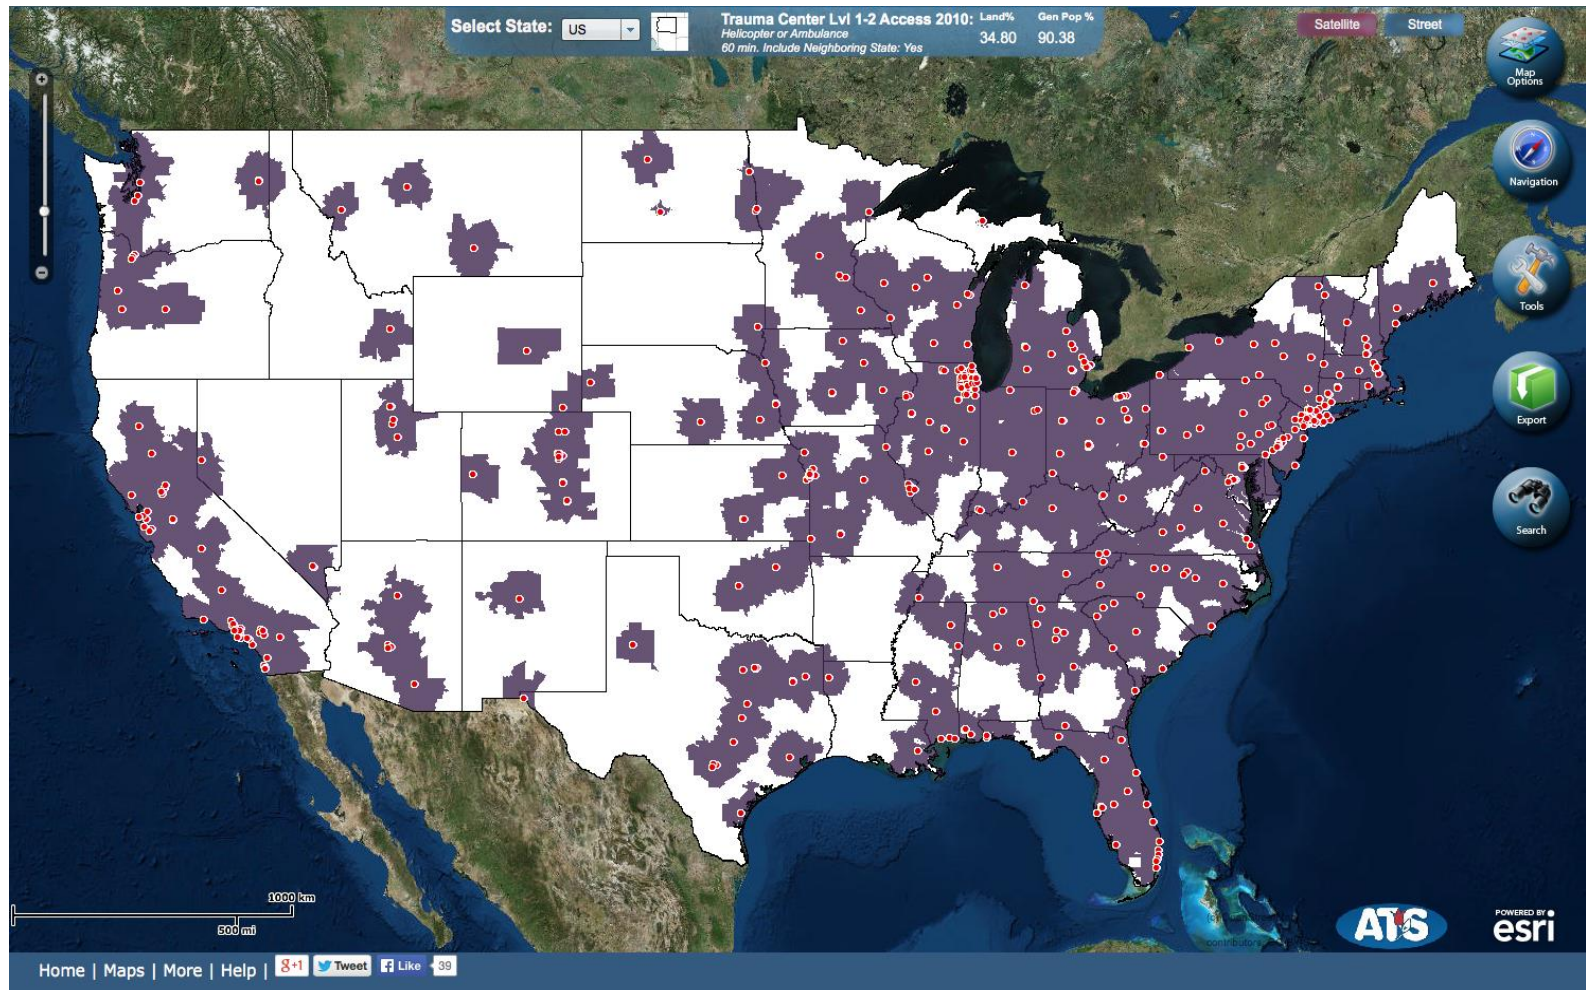 Select State: US
Trauma Center Lvl 1-2 Access 2010: Land% Gen Pop %
Helicopter or Ambulance 34.80 90.38
60 min. Include Neighboring State: Yes
Satellite Street
Map
Options
Navigation
Tools
Export
Search
1000 km
500 mi
ATS
POWERED BY
esri
contributors
Home | Maps | More | Help | g+1 Tweet Like 39